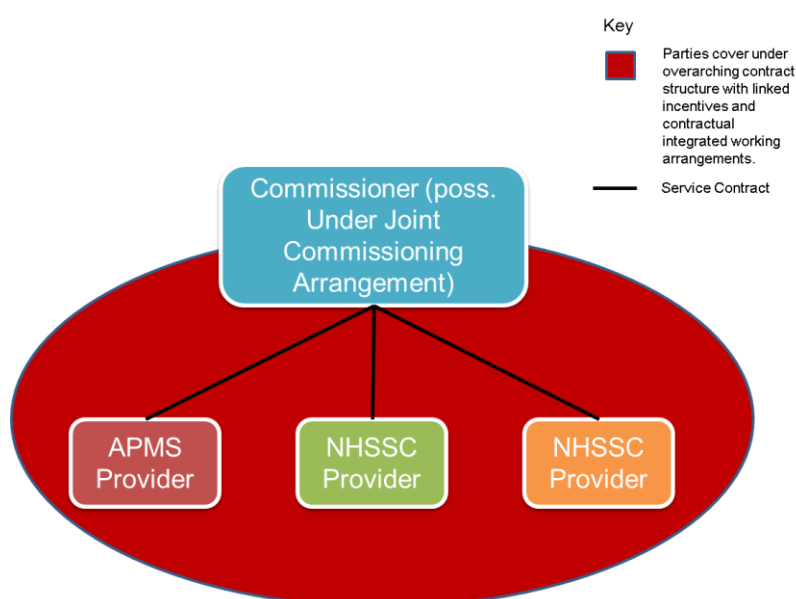 Key
Parties cover under
overarching contract
structure with linked
incentives and
contractual
integrated working
arrangements.
Service Contract
Commissioner (poss.
Under Joint
Commissioning
Arrangement)
APMS
Provider
NHSSC
Provider
NHSSC
Provider